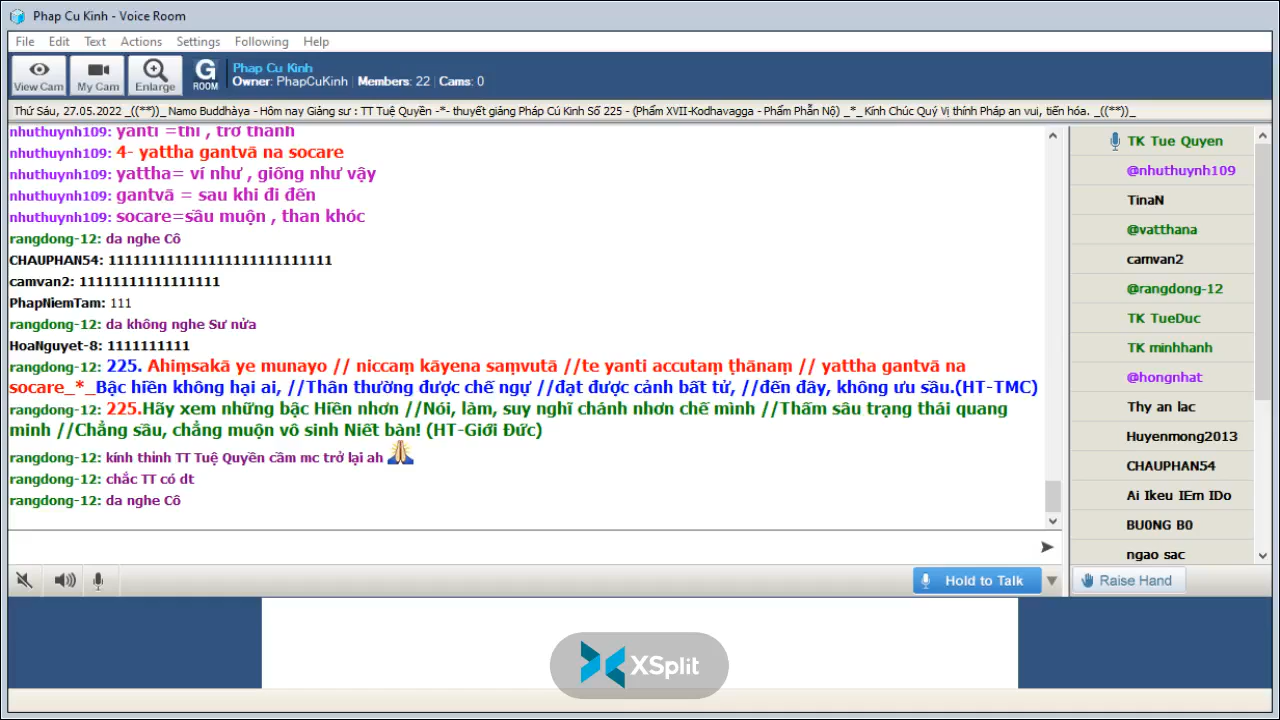 Phap Cu Kinh - Voice Room
File Edit Text Actions Settings Following Help
View Cam My Cam Enlarge G ROOM
Phap Cu Kinh
Owner: PhapCuKinh | Members: 22 | Cams: 0
Thứ Sáu, 27.05.2022 _((**))_ Namo Buddhàya - Hôm nay Giảng sư : TT Tuệ Quyền -*- thuyết giảng Pháp Cú Kinh Số 225 - (Phẩm XVII-Kodhavagga - Phẩm Phẫn Nộ) _*_ Kính Chúc Quý Vị thính Pháp an vui, tiến hóa. _((**))_
nhuthuynh109: yanti =thì , trở thành
nhuthuynh109: 4- yattha gantvā na socare
nhuthuynh109: yattha= ví như , giống như vậy
nhuthuynh109: gantvā = sau khi đi đến
nhuthuynh109: socare=sầu muộn , than khóc
rangdong-12: da nghe Cô
CHAUPHAN54: 11111111111111111111111111
camvan2: 11111111111111111
PhapNiemTam: 111
rangdong-12: da không nghe Sư nửa
HoaNguyet-8: 1111111111
rangdong-12: 225. Ahiṃsakā ye munayo // niccaṃ kāyena saṃvutā //te yanti accutaṃ ṭhānaṃ // yattha gantvā na
socare_*_Bậc hiền không hại ai, //Thân thường được chế ngự //đạt được cảnh bất tử, //đến đây, không ưu sầu.(HT-TMC)
rangdong-12: 225.Hãy xem những bậc Hiền nhơn //Nói, làm, suy nghĩ chánh nhơn chế mình //Thấm sâu trạng thái quang
minh //Chẳng sầu, chẳng muộn vô sinh Niết bàn! (HT-Giới Đức)
rangdong-12: kính thỉnh TT Tuệ Quyền cầm mc trở lại ah
rangdong-12: chắc TT có dt
rangdong-12: da nghe Cô
TK Tue Quyen
@nhuthuynh109
TinaN
@vatthana
camvan2
@rangdong-12
TK TueDuc
TK minhhanh
@hongnhat
Thy an lac
Huyenmong2013
CHAUPHAN54
Ai Ikeu IEm IDo
BU0NG B0
ngao sac
Hold to Talk
Raise Hand
XSplit